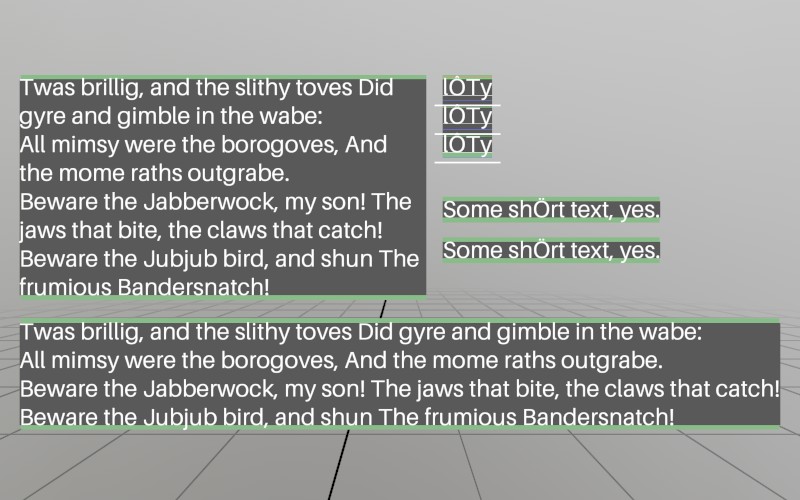 Twas brillig, and the slithy toves Did
gyre and gimble in the wabe:
All mimsy were the borogoves, And
the mome raths outgrabe.
Beware the Jabberwock, my son! The
jaws that bite, the claws that catch!
Beware the Jubjub bird, and shun The
frumious Bandersnatch!
lÔTy
lÔTy
lÔTy
Some shÖrt text, yes.
Some shÖrt text, yes.
Twas brillig, and the slithy toves Did gyre and gimble in the wabe:
All mimsy were the borogoves, And the mome raths outgrabe.
Beware the Jabberwock, my son! The jaws that bite, the claws that catch!
Beware the Jubjub bird, and shun The frumious Bandersnatch!